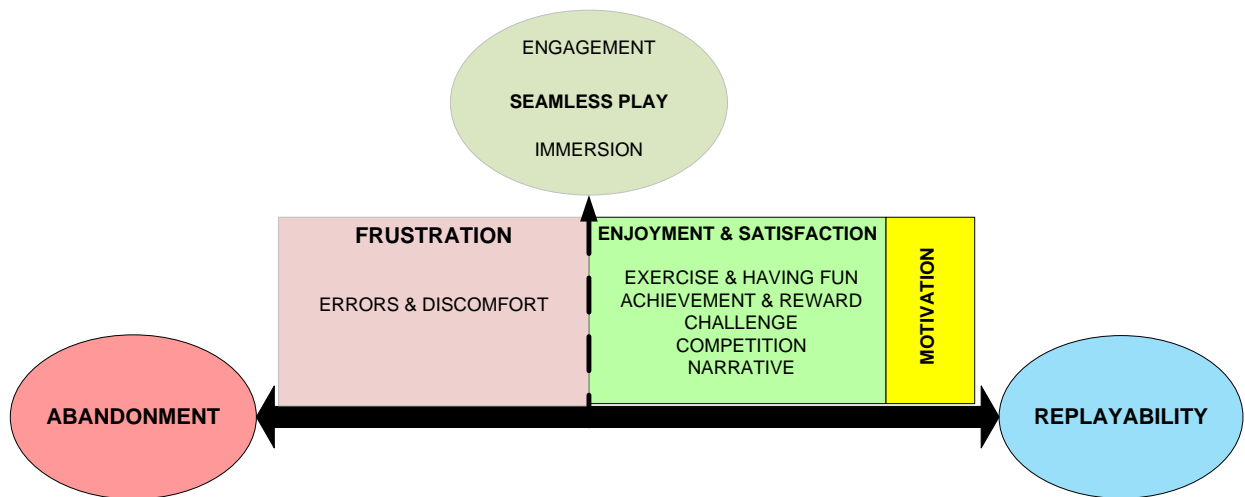 ENGAGEMENT
SEAMLESS PLAY
IMMERSION
FRUSTRATION
ERRORS & DISCOMFORT
ENJOYMENT & SATISFACTION
EXERCISE & HAVING FUN
ACHIEVEMENT & REWARD
CHALLENGE
COMPETITION
NARRATIVE
MOTIVATION
ABANDONMENT
REPLAYABILITY